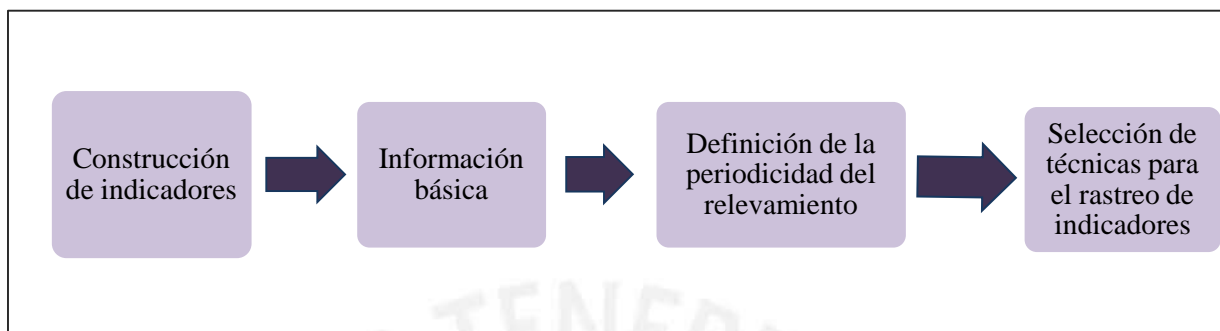 Construcción
de indicadores
Información
básica
Definición de la
periodicidad del
relevamiento
Selección de
técnicas para
el rastreo de
indicadores
TENEB